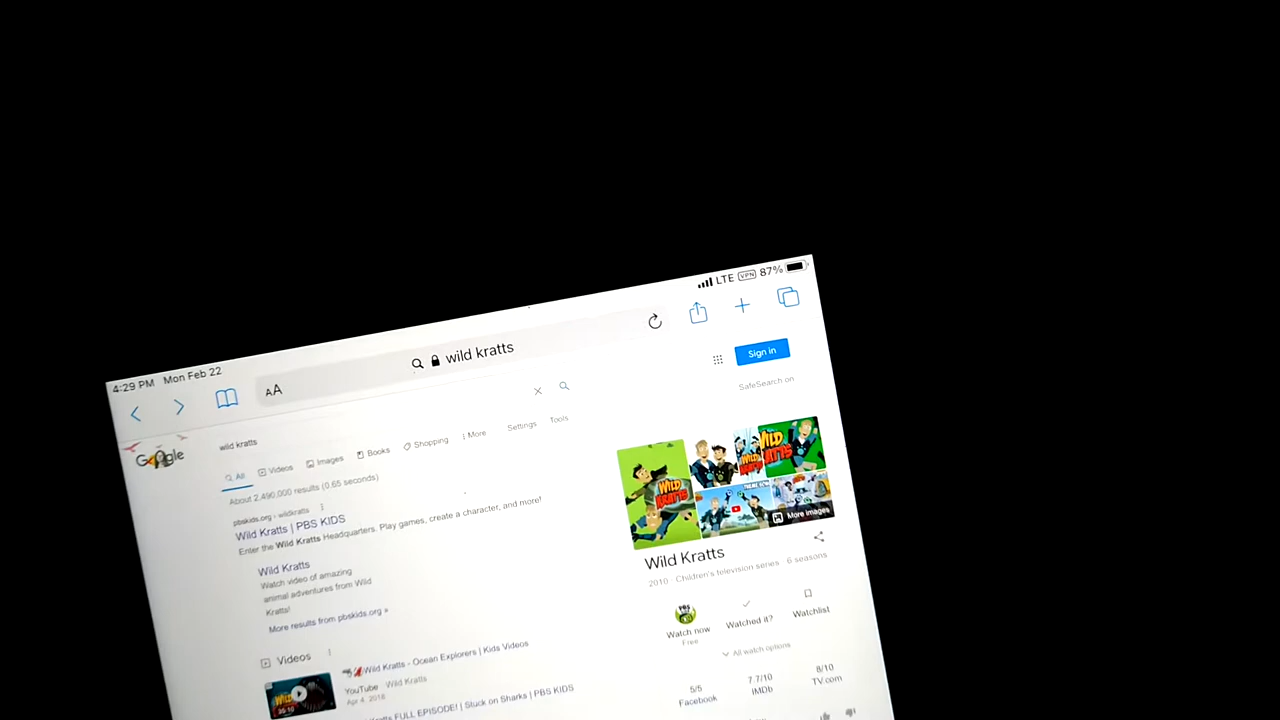 4:29 PM Mon Feb 22
LTE VPN 87%
AA
wild kratts
Sign in
SafeSearch on
Google
wild kratts
All Videos Images Books Shopping More Settings Tools
About 2,490,000 results (0.65 seconds)
pbskids.org › wildkratts
Wild Kratts | PBS KIDS
Enter the Wild Kratts Headquarters. Play games, create a character, and more!
Wild Kratts
Watch video of amazing
animal adventures from Wild
Kratts!
More results from pbskids.org »
Videos
Wild Kratts - Ocean Explorers | Kids Videos
YouTube · Wild Kratts
Apr 4, 2018
FULL EPISODE! | Stuck on Sharks | PBS KIDS
WILD
KRATTS
More images
Wild Kratts
2010 · Children's television series · 6 seasons
Watch now
Free
Watched it?
Watchlist
All watch options
5/5
Facebook
7.7/10
IMDb
8/10
TV.com